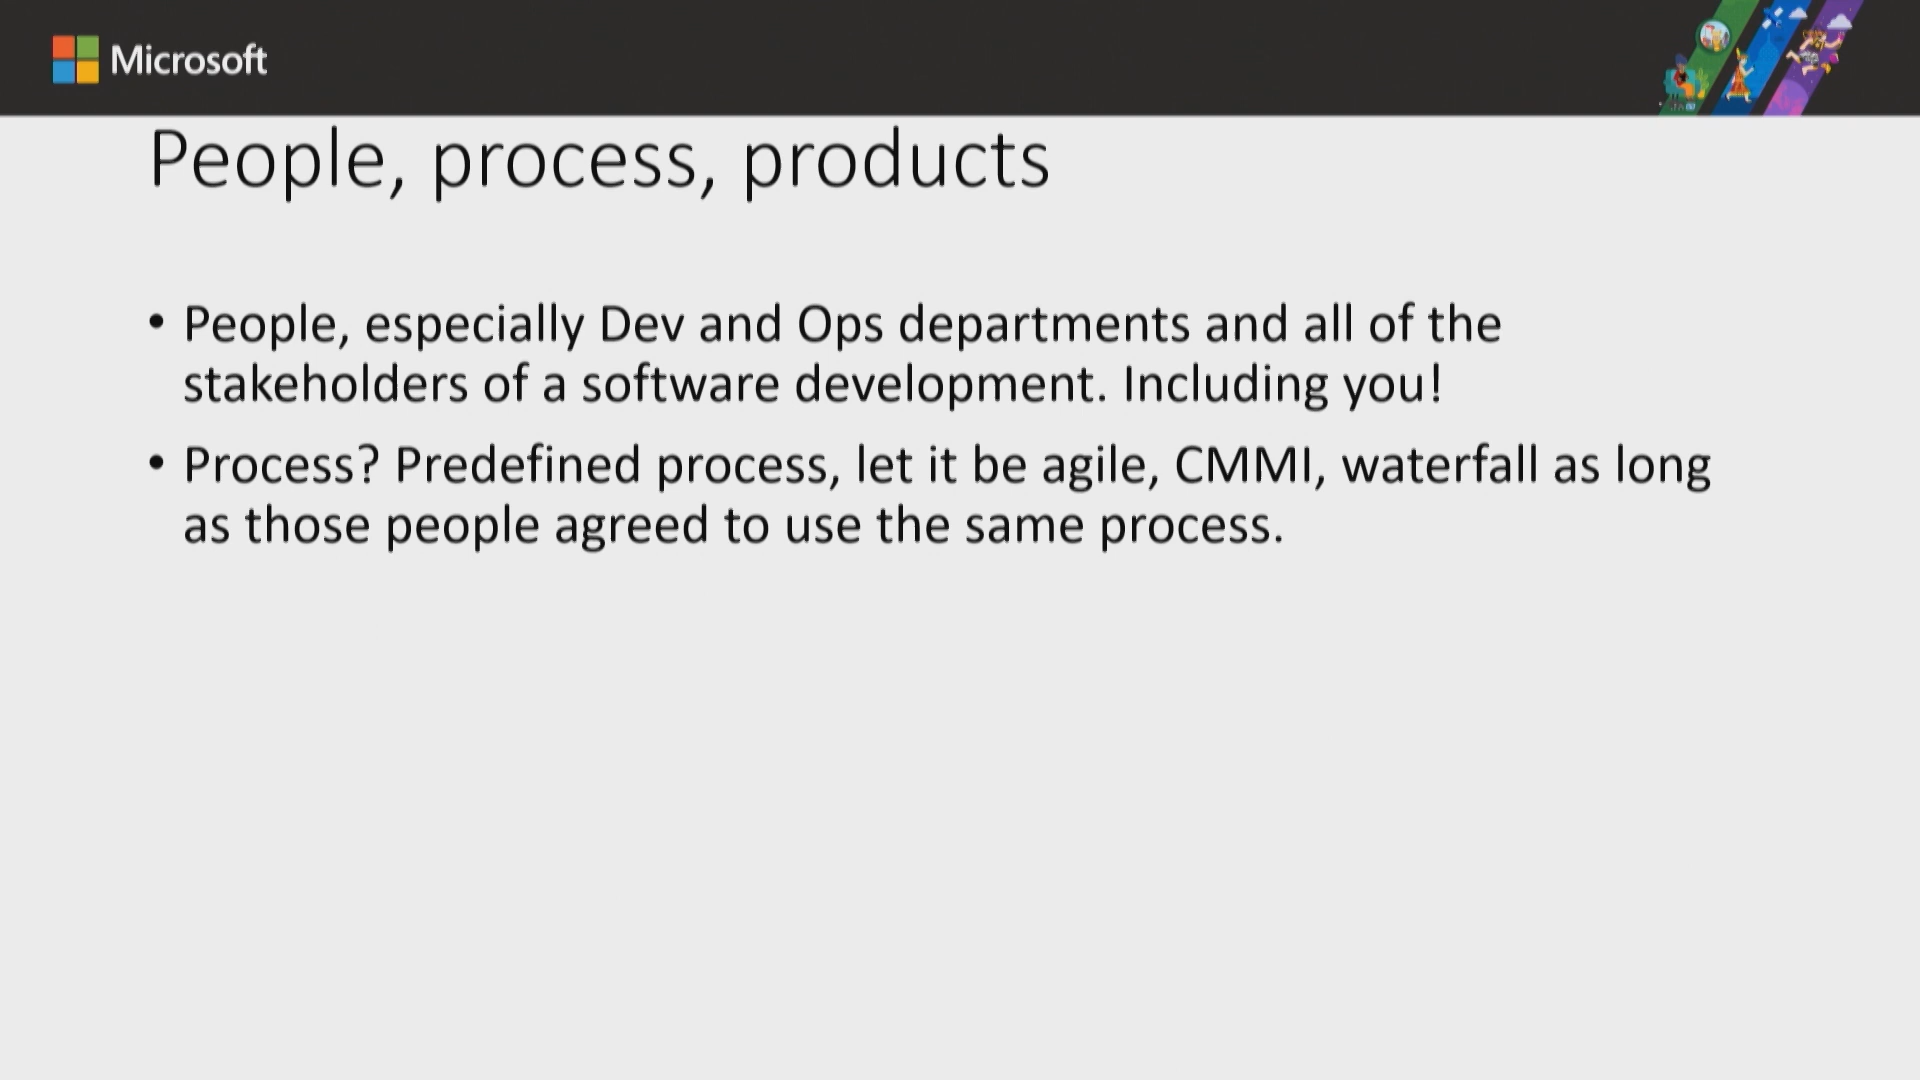 Microsoft
People, process, products
• People, especially Dev and Ops departments and all of the
stakeholders of a software development. Including you!
• Process? Predefined process, let it be agile, CMMI, waterfall as long
as those people agreed to use the same process.